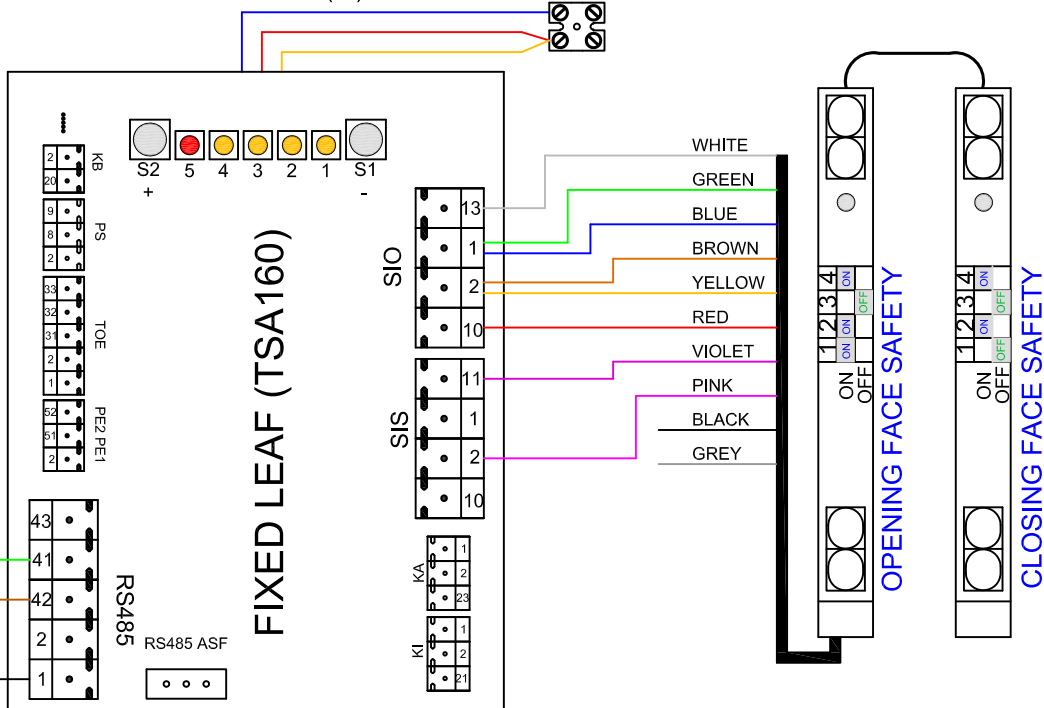 S2
5
4
3
2
1
S1
+
-
KB
2
20
PS
9
8
2
TOE
33
32
31
2
1
PE2 PE1
52
51
2
RS485
43
41
42
2
1
RS485 ASF
FIXED LEAF (TSA160)
SIO
13
1
2
10
SIS
11
1
2
10
KA
1
2
23
KI
1
2
21
WHITE
GREEN
BLUE
BROWN
YELLOW
RED
VIOLET
PINK
BLACK
GREY
1 2 3 4
ON ON OFF ON
ON
OFF
OPENING FACE SAFETY
1 2 3 4
OFF ON OFF ON
ON
OFF
CLOSING FACE SAFETY